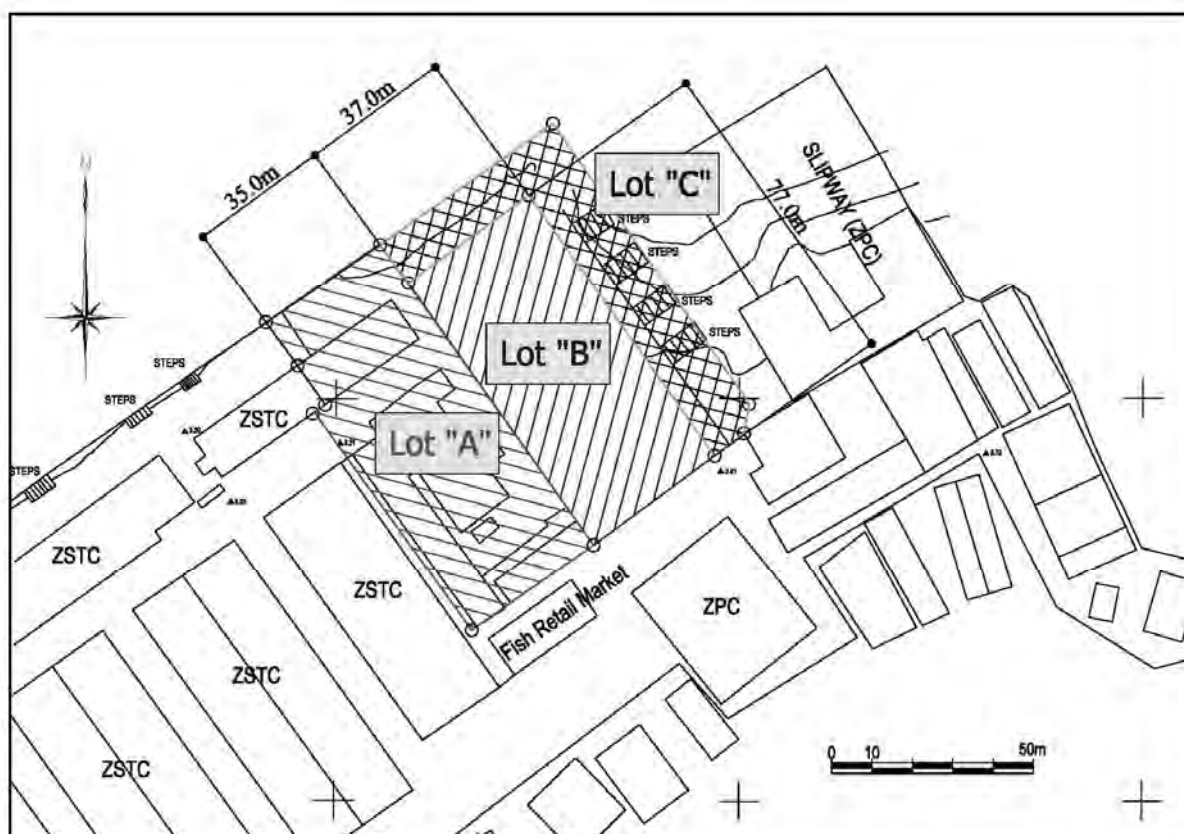 37.0m
35.0m
Lot "C"
SLIPWAY (ZPC)
77.0m
STEPS
STEPS
STEPS
STEPS
Lot "B"
STEPS
STEPS
STEPS
ZSTC
Lot "A"
ZSTC
ZSTC
Fish Retail Market
ZPC
ZSTC
ZSTC
0 10 50m